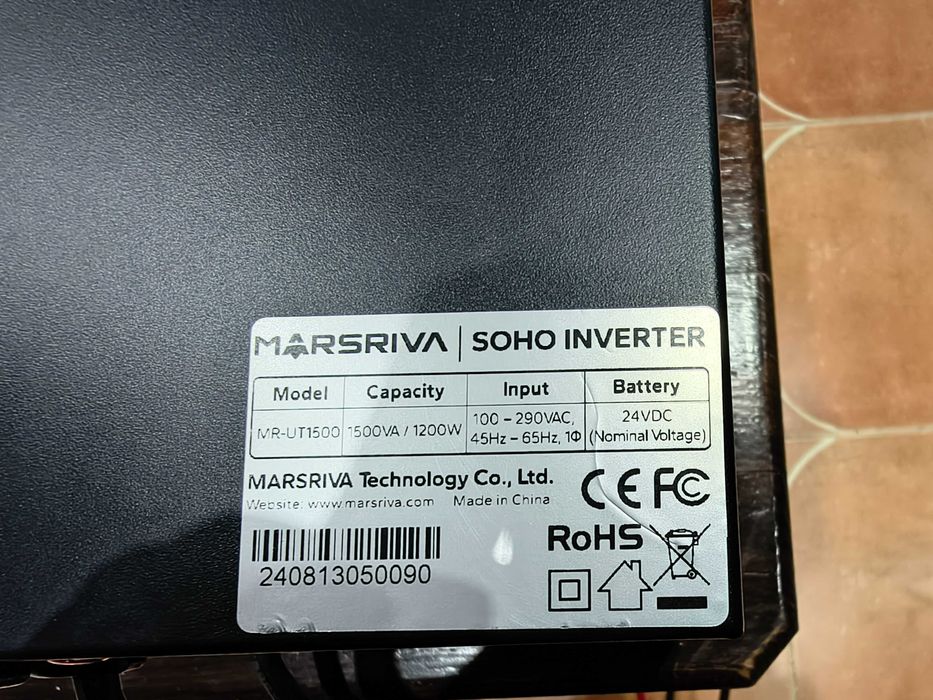 MARSRIVA | SOHO INVERTER
Model Capacity Input Battery
MR-UT1500 1500VA / 1200W 100 – 290VAC, 45Hz – 65Hz, 1Φ 24VDC (Nominal Voltage)
MARSRIVA Technology Co., Ltd.
Website: www.marsriva.com Made in China
CE FC
RoHS
240813050090